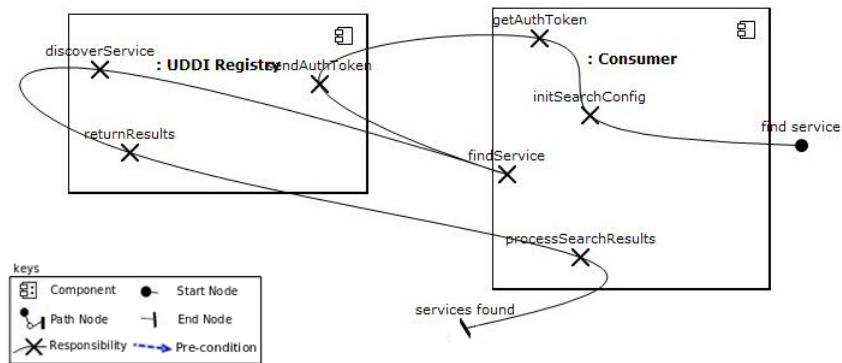 getAuthToken
discoverService
: UDDI Registry
sendAuthToken
: Consumer
initSearchConfig
find service
returnResults
findService
processSearchResults
services found
keys
Component
Start Node
Path Node
End Node
Responsibility
Pre-condition